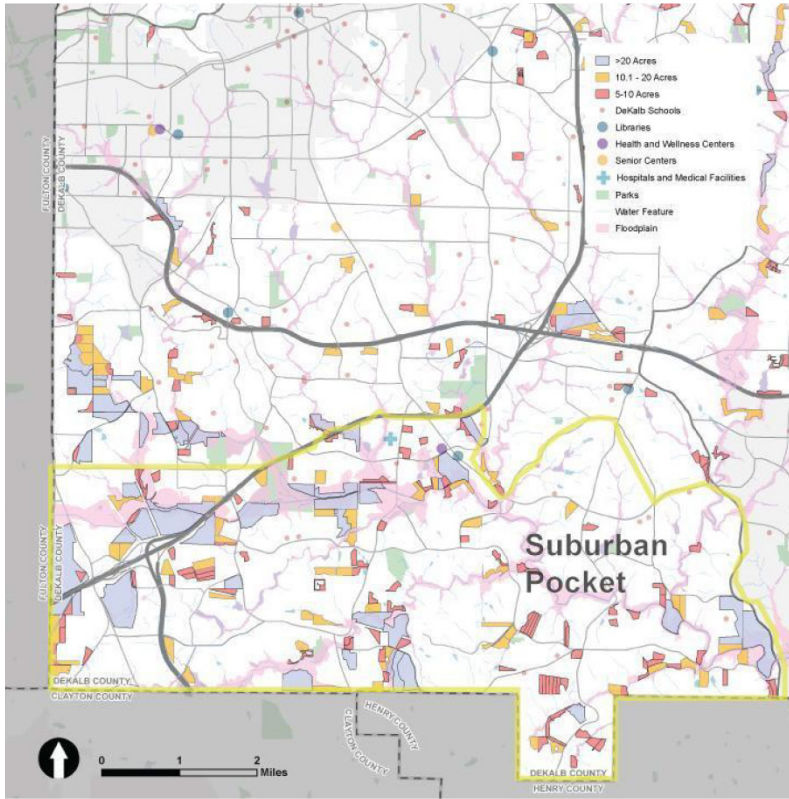 >20 Acres
10.1 - 20 Acres
5-10 Acres
DeKalb Schools
Libraries
Health and Wellness Centers
Senior Centers
Hospitals and Medical Facilities
Parks
Water Feature
Floodplain
FULTON COUNTY
DEKALB COUNTY
Suburban
Pocket
FULTON COUNTY
DEKALB COUNTY
DEKALB COUNTY
CLAYTON COUNTY
HENRY COUNTY
CLAYTON COUNTY
0 1 2
Miles
DEKALB COUNTY
HENRY COUNTY